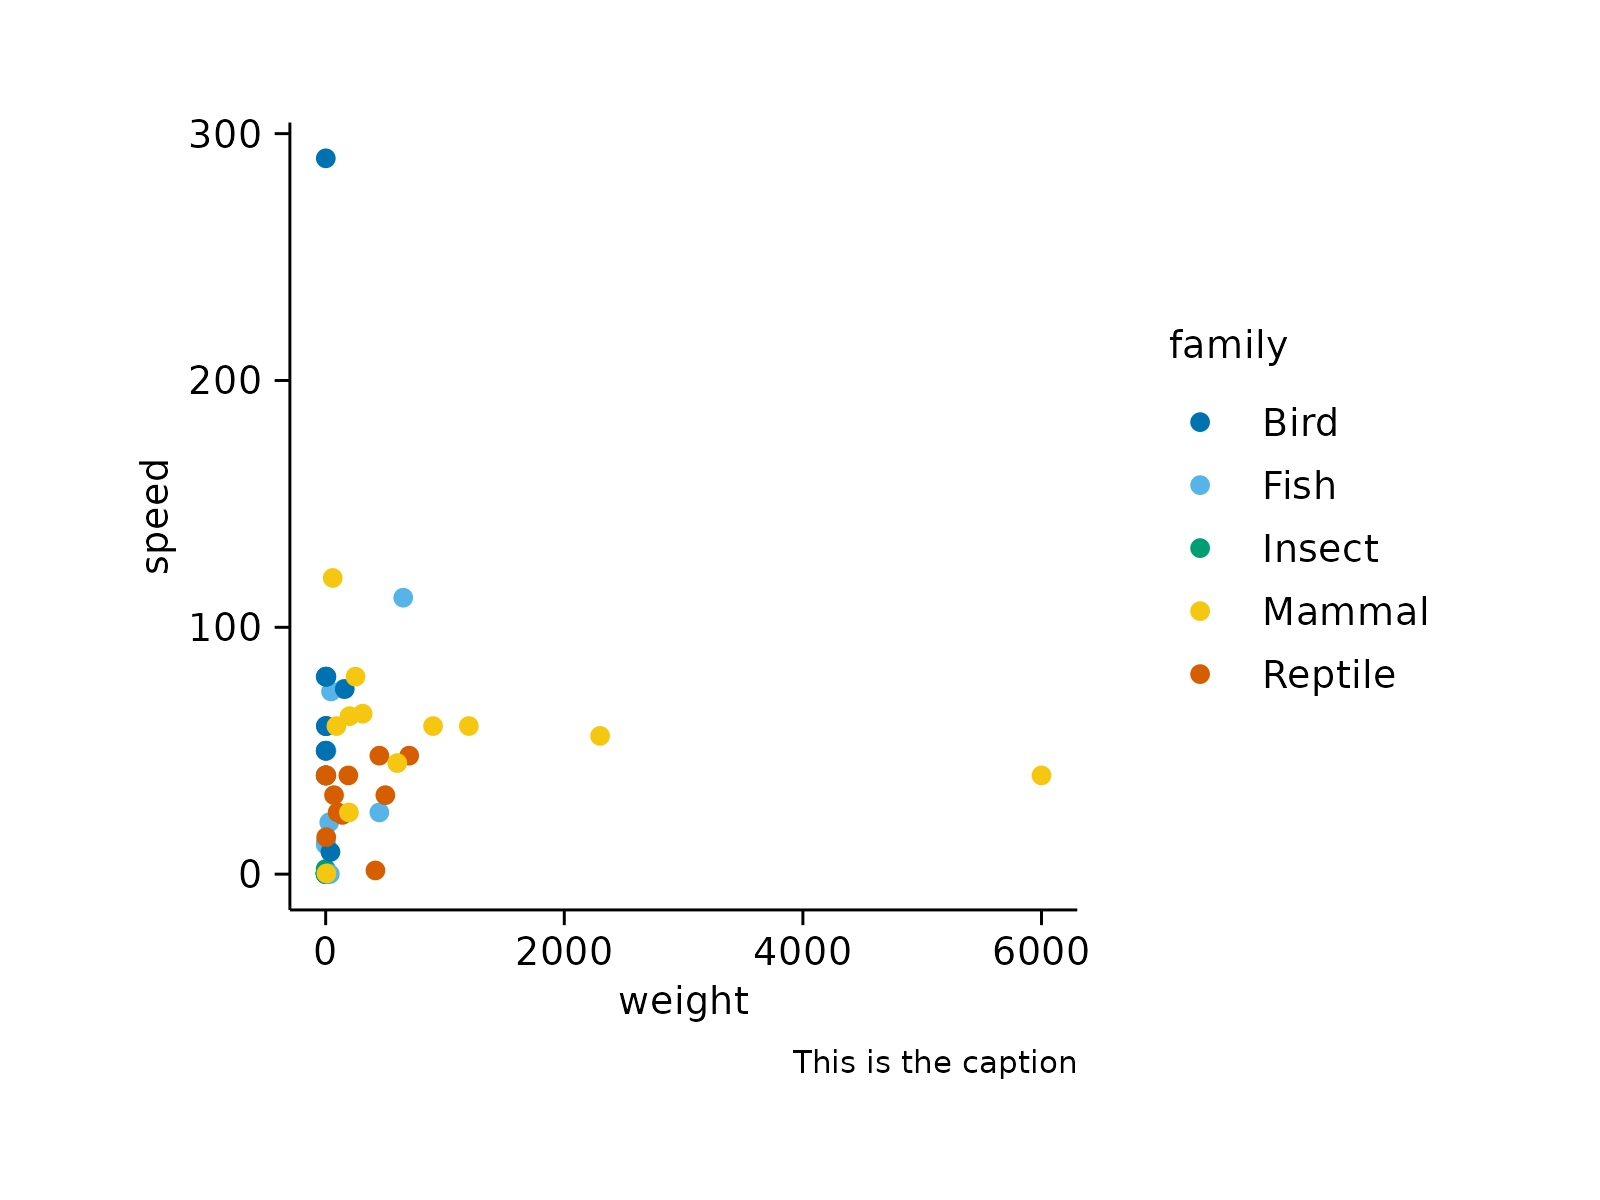 300
200
100
0
speed
0 2000 4000 6000
weight
This is the caption
family
Bird
Fish
Insect
Mammal
Reptile